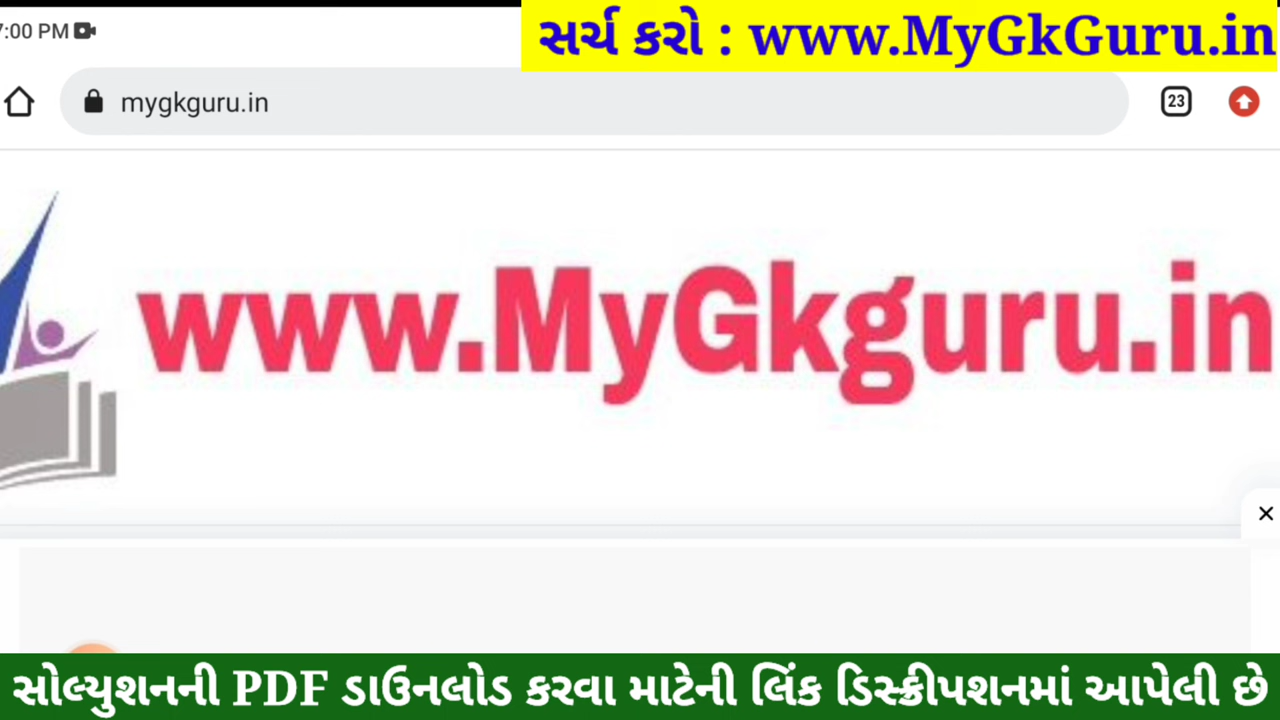 7:00 PM
સર્ચ કરો : www.MyGkGuru.in
mygkguru.in
23
www.MyGkguru.in
સોલ્યુશનની PDF ડાઉનલોડ કરવા માટેની લિંક ડિસ્ક્રીપશનમાં આપેલી છે